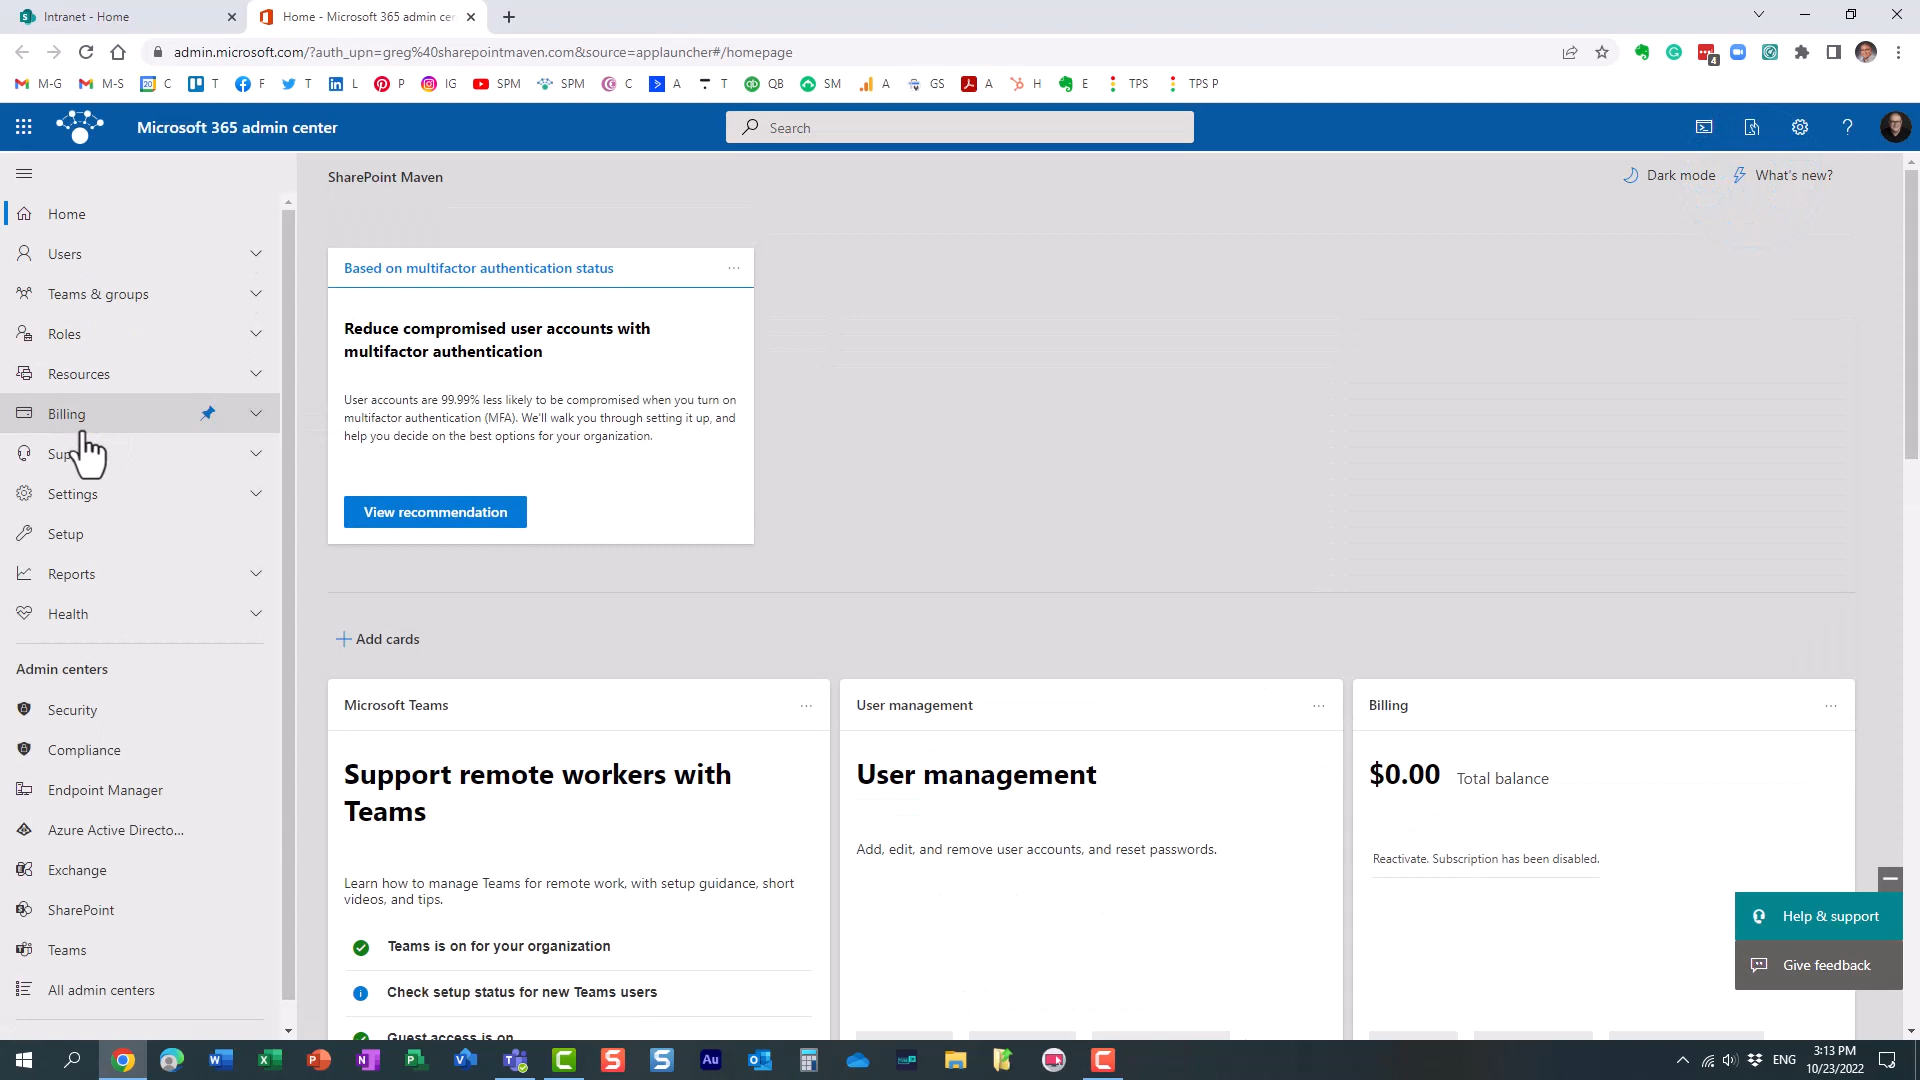 Intranet - Home
Home - Microsoft 365 admin cen
admin.microsoft.com/?auth_upn=greg%40sharepointmaven.com&source=applauncher#/homepage
M-G M-S C T F T L P IG SPM SPM C A T QB SM A GS A H E TPS TPS P
Microsoft 365 admin center
Search
SharePoint Maven
Dark mode
What's new?
Home
Users
Teams & groups
Roles
Resources
Billing
Settings
Setup
Reports
Health
Admin centers
Security
Compliance
Endpoint Manager
Azure Active Directo...
Exchange
SharePoint
Teams
All admin centers
Based on multifactor authentication status
Reduce compromised user accounts with
multifactor authentication
User accounts are 99.99% less likely to be compromised when you turn on
multifactor authentication (MFA). We'll walk you through setting it up, and
help you decide on the best options for your organization.
View recommendation
Add cards
Microsoft Teams
Support remote workers with
Teams
Learn how to manage Teams for remote work, with setup guidance, short
videos, and tips.
Teams is on for your organization
Check setup status for new Teams users
Guest access is on
User management
User management
Add, edit, and remove user accounts, and reset passwords.
Billing
$0.00 Total balance
Reactivate. Subscription has been disabled.
Help & support
Give feedback
ENG
3:13 PM
10/23/2022